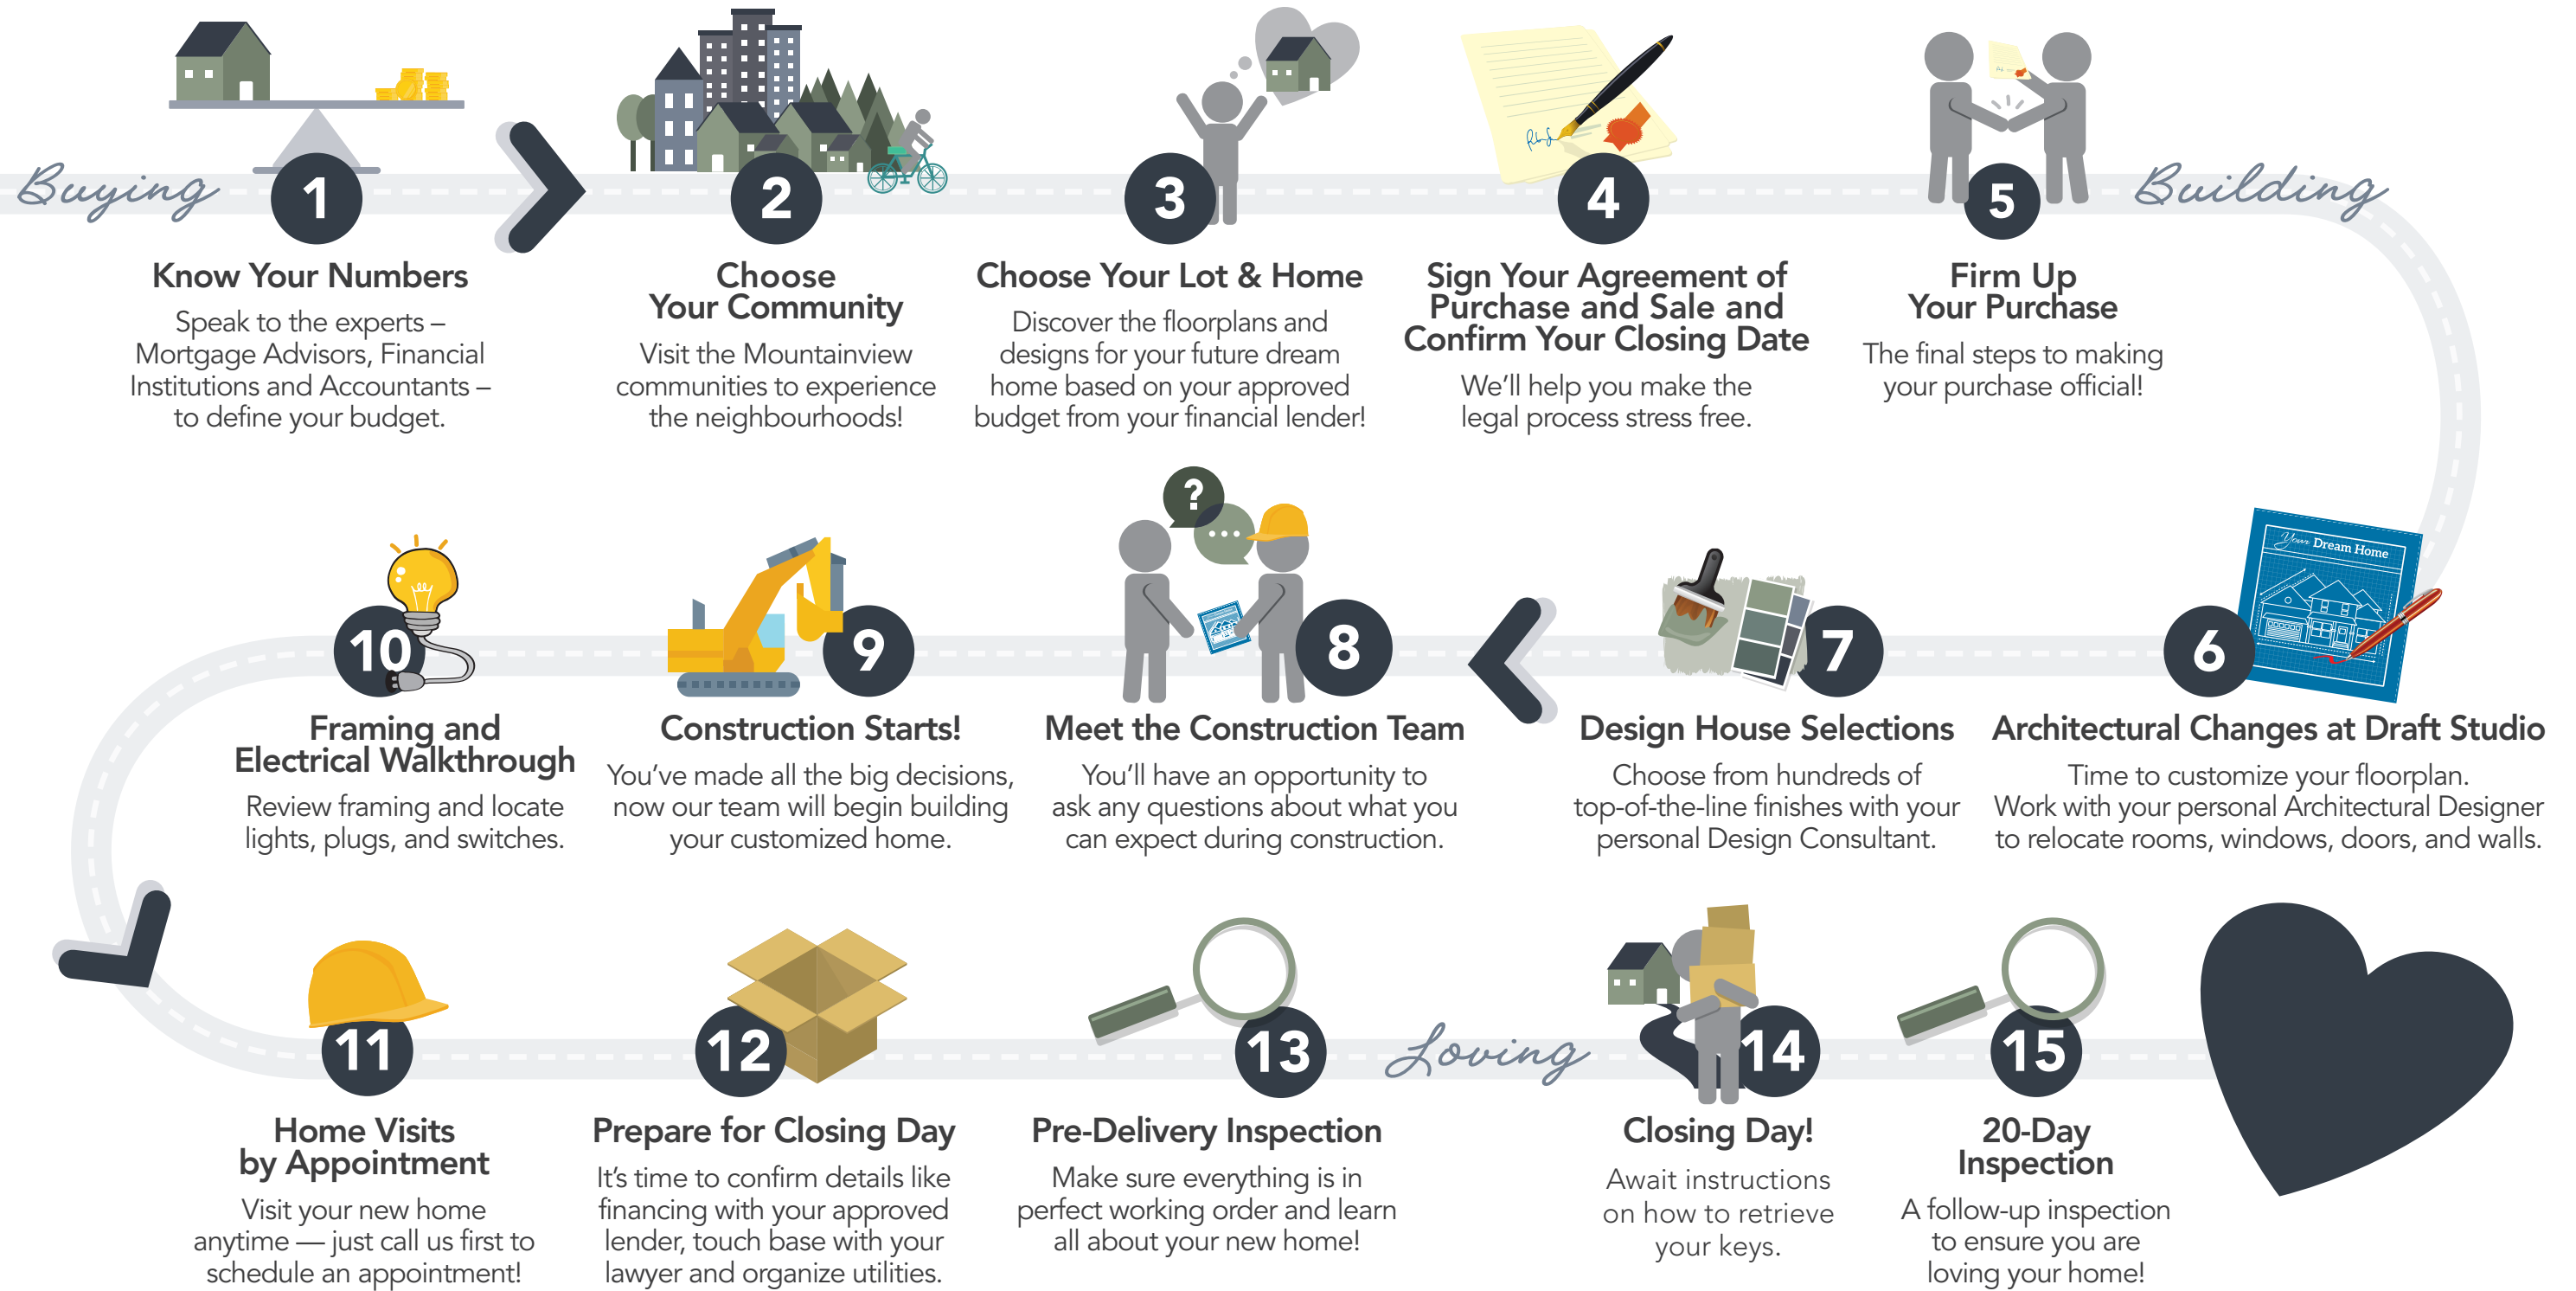 Buying
1
Know Your Numbers
Speak to the experts –
Mortgage Advisors, Financial
Institutions and Accountants –
to define your budget.
2
Choose
Your Community
Visit the Mountainview
communities to experience
the neighbourhoods!
3
Choose Your Lot & Home
Discover the floorplans and
designs for your future dream
home based on your approved
budget from your financial lender!
4
Sign Your Agreement of
Purchase and Sale and
Confirm Your Closing Date
We'll help you make the
legal process stress free.
5
Firm Up
Your Purchase
The final steps to making
your purchase official!
Building
Your Dream Home
6
Architectural Changes at Draft Studio
Time to customize your floorplan.
Work with your personal Architectural Designer
to relocate rooms, windows, doors, and walls.
7
Design House Selections
Choose from hundreds of
top-of-the-line finishes with your
personal Design Consultant.
?
8
Meet the Construction Team
You'll have an opportunity to
ask any questions about what you
can expect during construction.
9
Construction Starts!
You've made all the big decisions,
now our team will begin building
your customized home.
10
Framing and
Electrical Walkthrough
Review framing and locate
lights, plugs, and switches.
11
Home Visits
by Appointment
Visit your new home
anytime — just call us first to
schedule an appointment!
12
Prepare for Closing Day
It's time to confirm details like
financing with your approved
lender, touch base with your
lawyer and organize utilities.
13
Pre-Delivery Inspection
Make sure everything is in
perfect working order and learn
all about your new home!
Loving
14
Closing Day!
Await instructions
on how to retrieve
your keys.
15
20-Day
Inspection
A follow-up inspection
to ensure you are
loving your home!